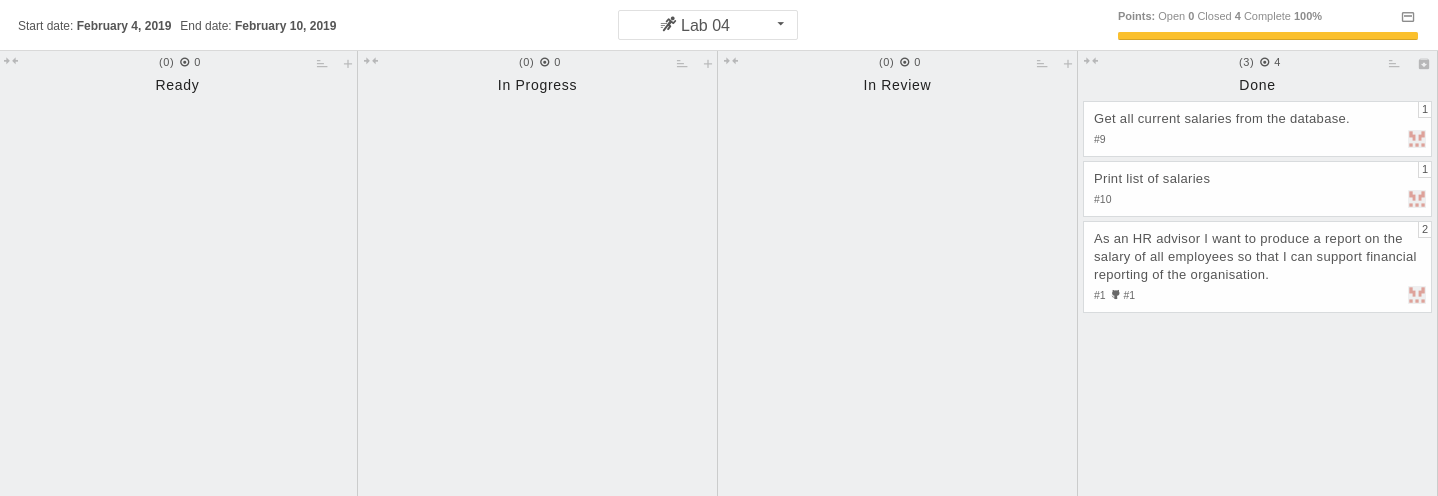 Start date: February 4, 2019 End date: February 10, 2019
Lab 04
Points: Open 0 Closed 4 Complete 100%
(0) 0
Ready
(0) 0
In Progress
(0) 0
In Review
(3) 4
Done
1
Get all current salaries from the database.
#9
1
Print list of salaries
#10
2
As an HR advisor I want to produce a report on the
salary of all employees so that I can support financial
reporting of the organisation.
#1 #1